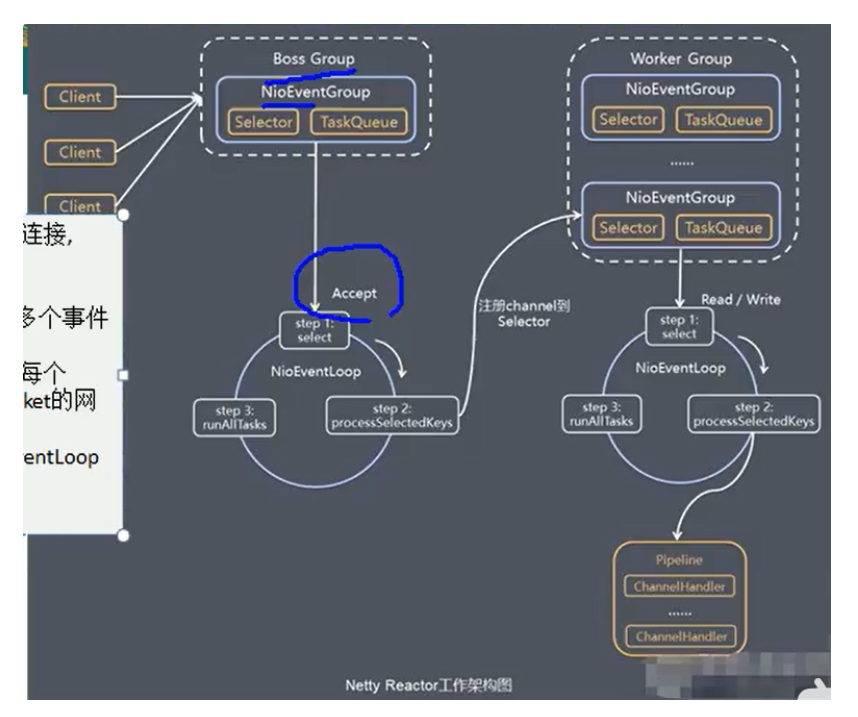 Boss Group
NioEventGroup
Selector
TaskQueue
Client
Client
Client
连接,
多个事件
每个
ket的网
entLoop
Accept
step 1:
select
NioEventLoop
step 2:
processSelectedKeys
step 3:
runAllTasks
注册channel到
Selector
Worker Group
NioEventGroup
Selector
TaskQueue
......
NioEventGroup
Selector
TaskQueue
Read / Write
step 1:
select
NioEventLoop
step 2:
processSelectedKeys
step 3:
runAllTasks
Pipeline
ChannelHandler
......
ChannelHandler
Netty Reactor工作架构图